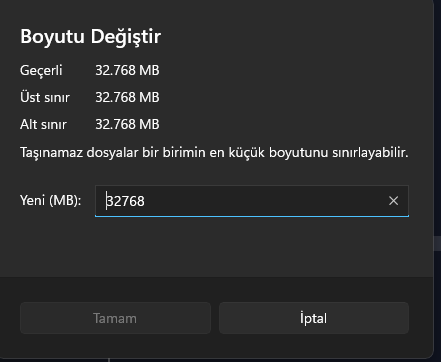 Boyutu Değiştir
Geçerli 32.768 MB
Üst sınır 32.768 MB
Alt sınır 32.768 MB
Taşınamaz dosyalar bir birimin en küçük boyutunu sınırlayabilir.
Yeni (MB): 32768
Tamam İptal